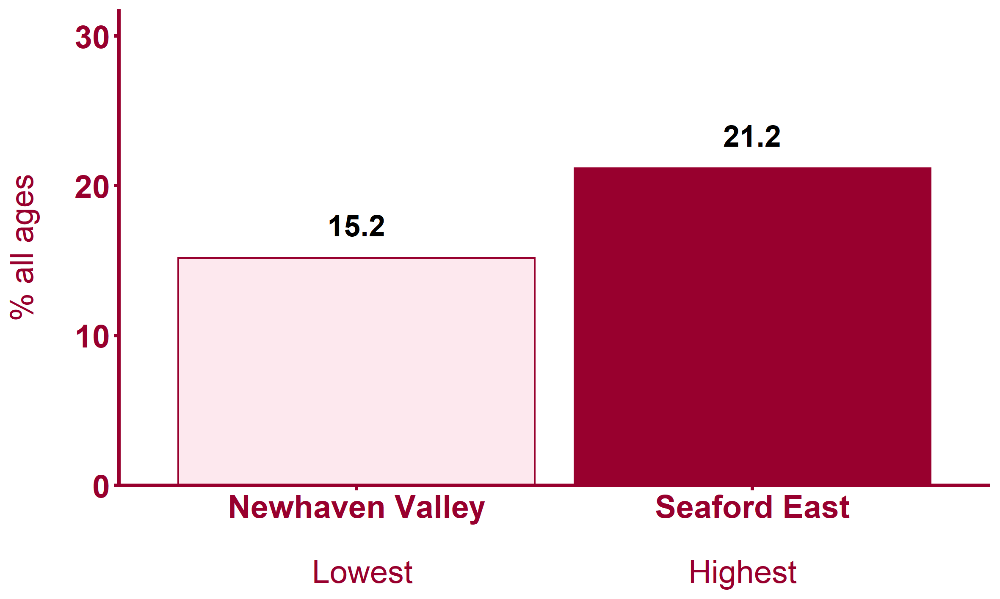 % all ages
30
20
10
0
15.2
21.2
Newhaven Valley
Seaford East
Lowest
Highest